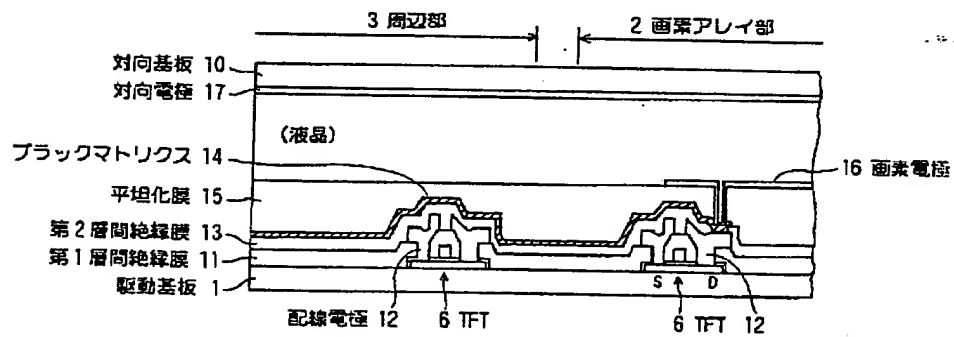 3 周辺部
2 画素アレイ部
対向基板 10
対向電極 17
(液晶)
ブラックマトリクス 14
16 画素電極
平坦化膜 15
第2層間絶縁膜 13
第1層間絶縁膜 11
駆動基板 1
S D
配線電極 12
6 TFT
6 TFT 12